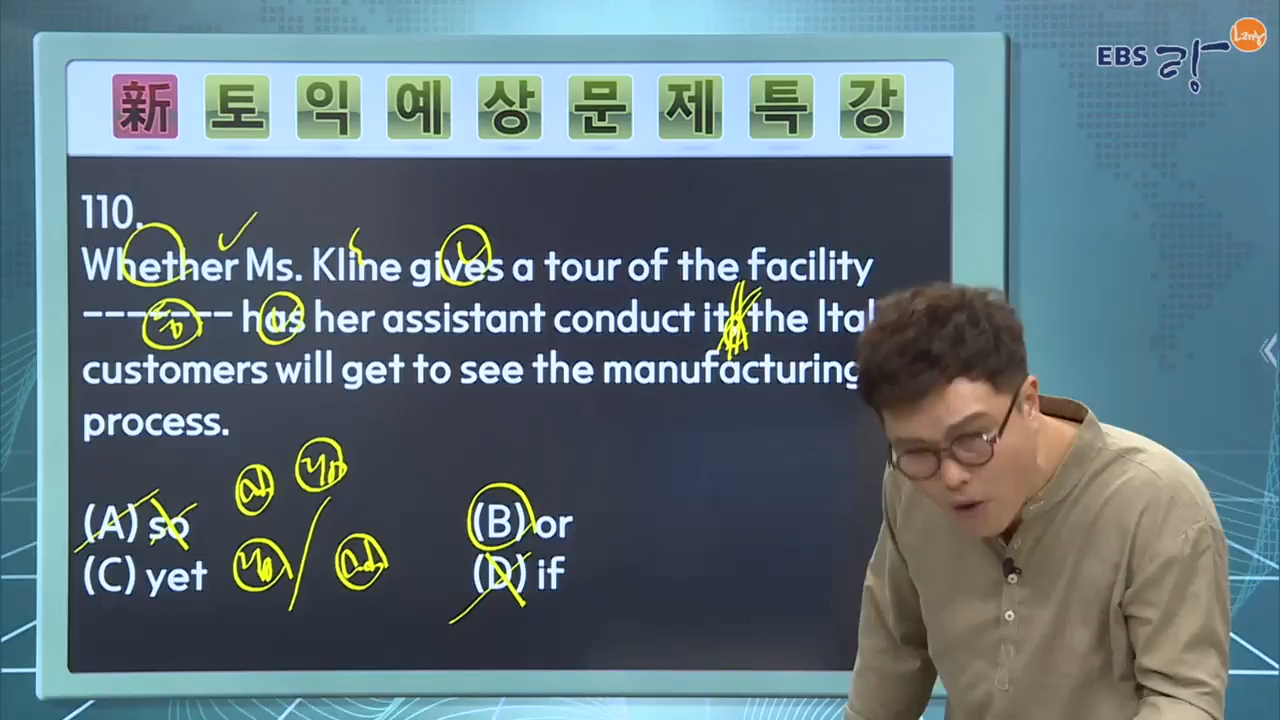 EBS 랑
Lang
新토익예상문제특강
110.
Whether Ms. Kline gives a tour of the facility
------- has her assistant conduct it, the Ital
customers will get to see the manufacturing
process.
(A) so
(B) or
(C) yet
(D) if